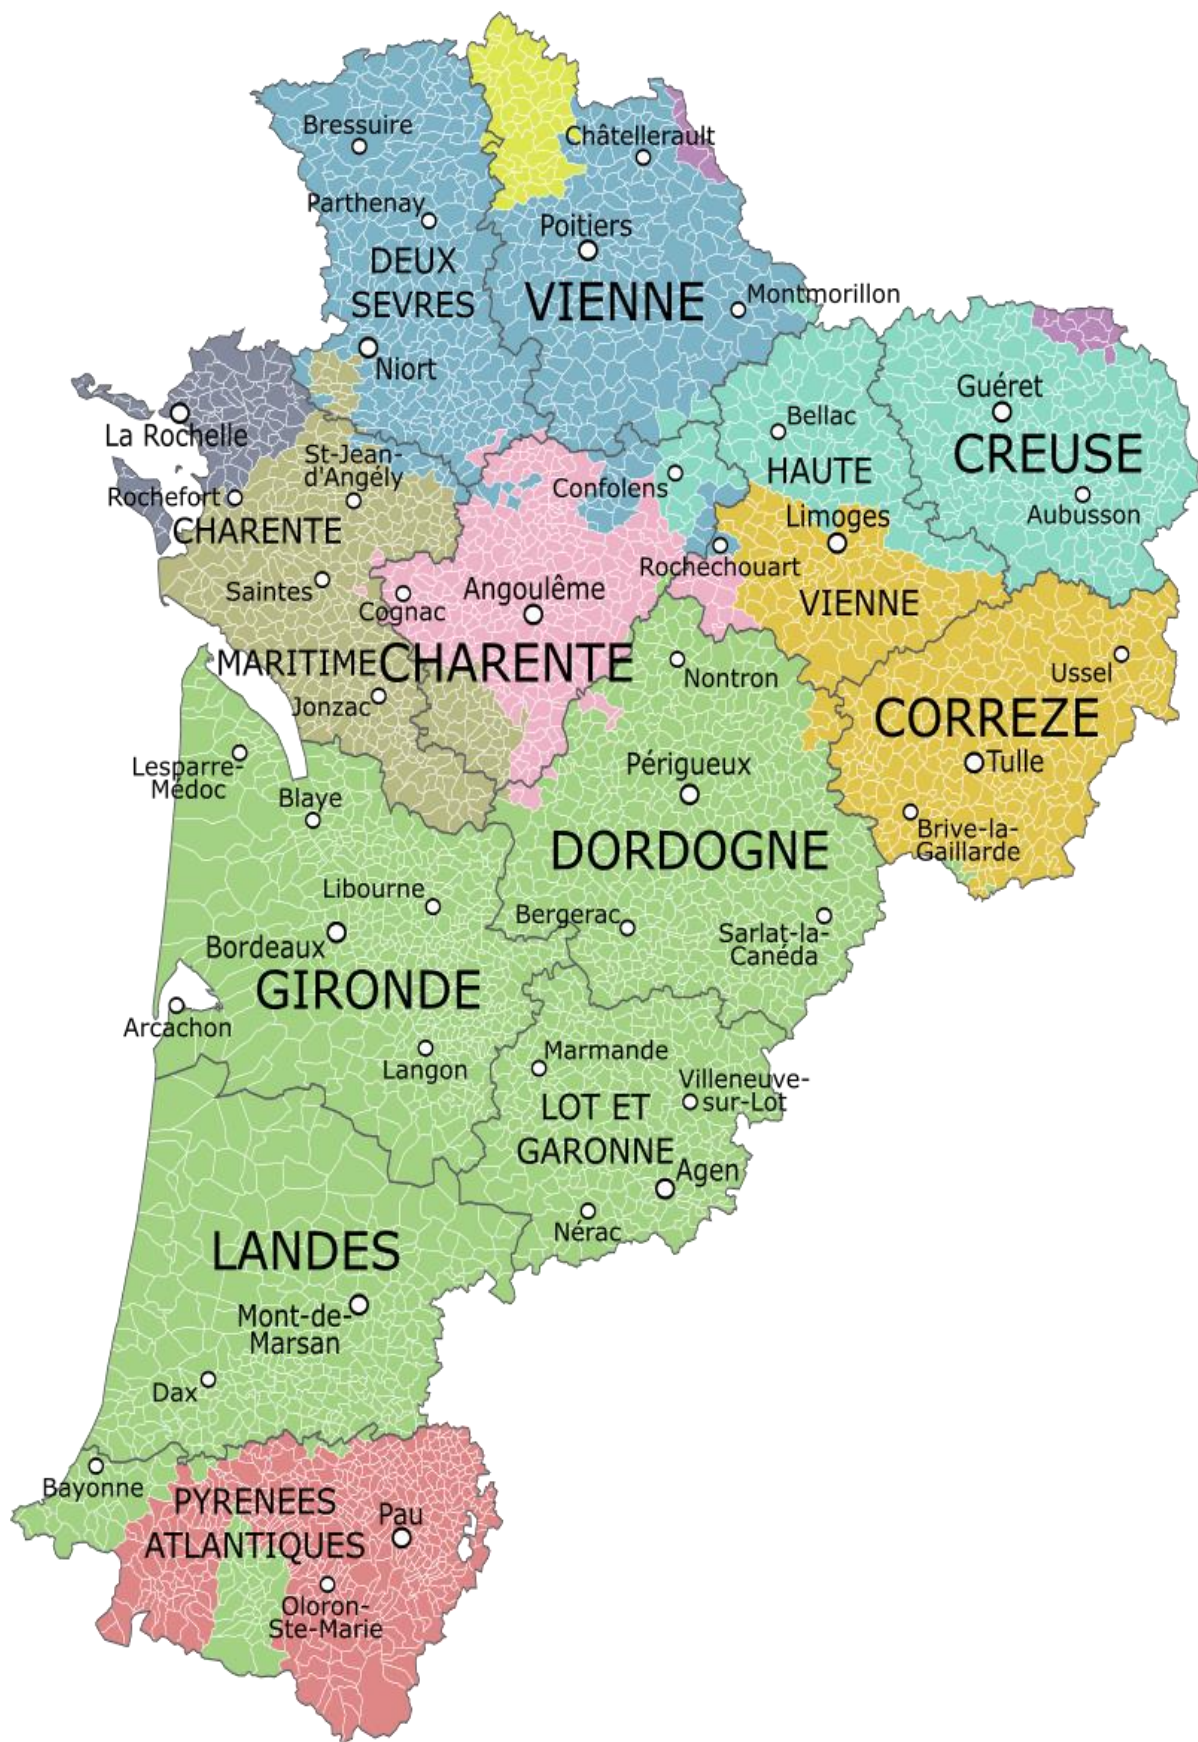 Bressuire
Châtellerault
Parthenay
Poitiers
DEUX
SEVRES
VIENNE
Montmorillon
Niort
La Rochelle
Guéret
Bellac
CREUSE
St-Jean-
d'Angély
HAUTE
Confolens
Rochefort
Aubusson
CHARENTE
Limoges
Rochechouart
Saintes
Cognac
Angoulême
VIENNE
MARITIME
CHARENTE
Nontron
Ussel
Jonzac
CORREZE
Lesparre-
Médoc
Périgueux
Tulle
Blaye
Brive-la-
Gaillarde
DORDOGNE
Libourne
Bergerac
Sarlat-la-
Canéda
Bordeaux
GIRONDE
Arcachon
Langon
Marmande
Villeneuve-
sur-Lot
LOT ET
GARONNE
Agen
Nérac
LANDES
Mont-de-
Marsan
Dax
Bayonne
PYRENEES
ATLANTIQUES
Pau
Oloron-
Ste-Marie